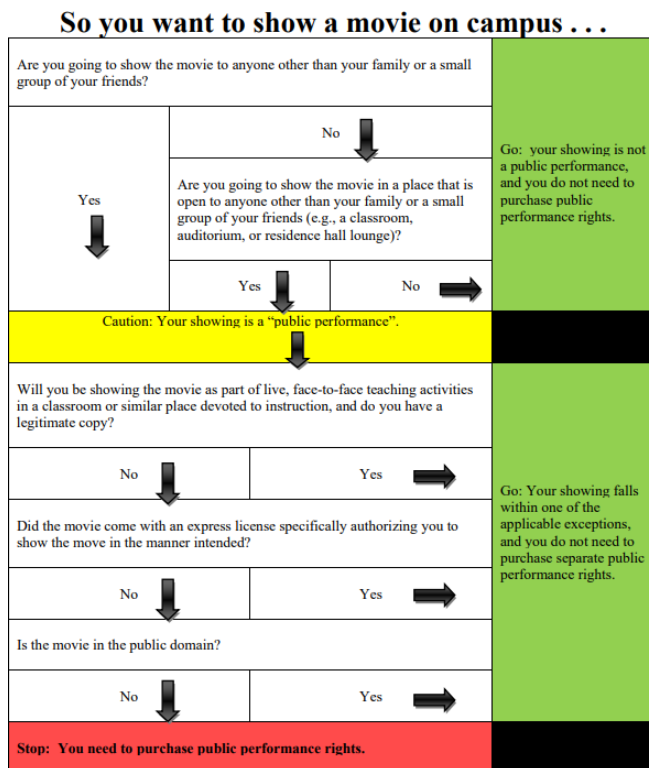 So you want to show a movie on campus . . .
Are you going to show the movie to anyone other than your family or a small
group of your friends?
Go:  your showing is not
a public performance,
and you do not need to
purchase public
performance rights.
Yes
No
Are you going to show the movie in a place that is
open to anyone other than your family or a small
group of your friends (e.g., a classroom,
auditorium, or residence hall lounge)?
Yes
No
Caution: Your showing is a “public performance”.
Will you be showing the movie as part of live, face-to-face teaching activities
in a classroom or similar place devoted to instruction, and do you have a
legitimate copy?
Go: Your showing falls
within one of the
applicable exceptions,
and you do not need to
purchase separate public
performance rights.
No
Yes
Did the movie come with an express license specifically authorizing you to
show the move in the manner intended?
No
Yes
Is the movie in the public domain?
No
Yes
Stop:  You need to purchase public performance rights.